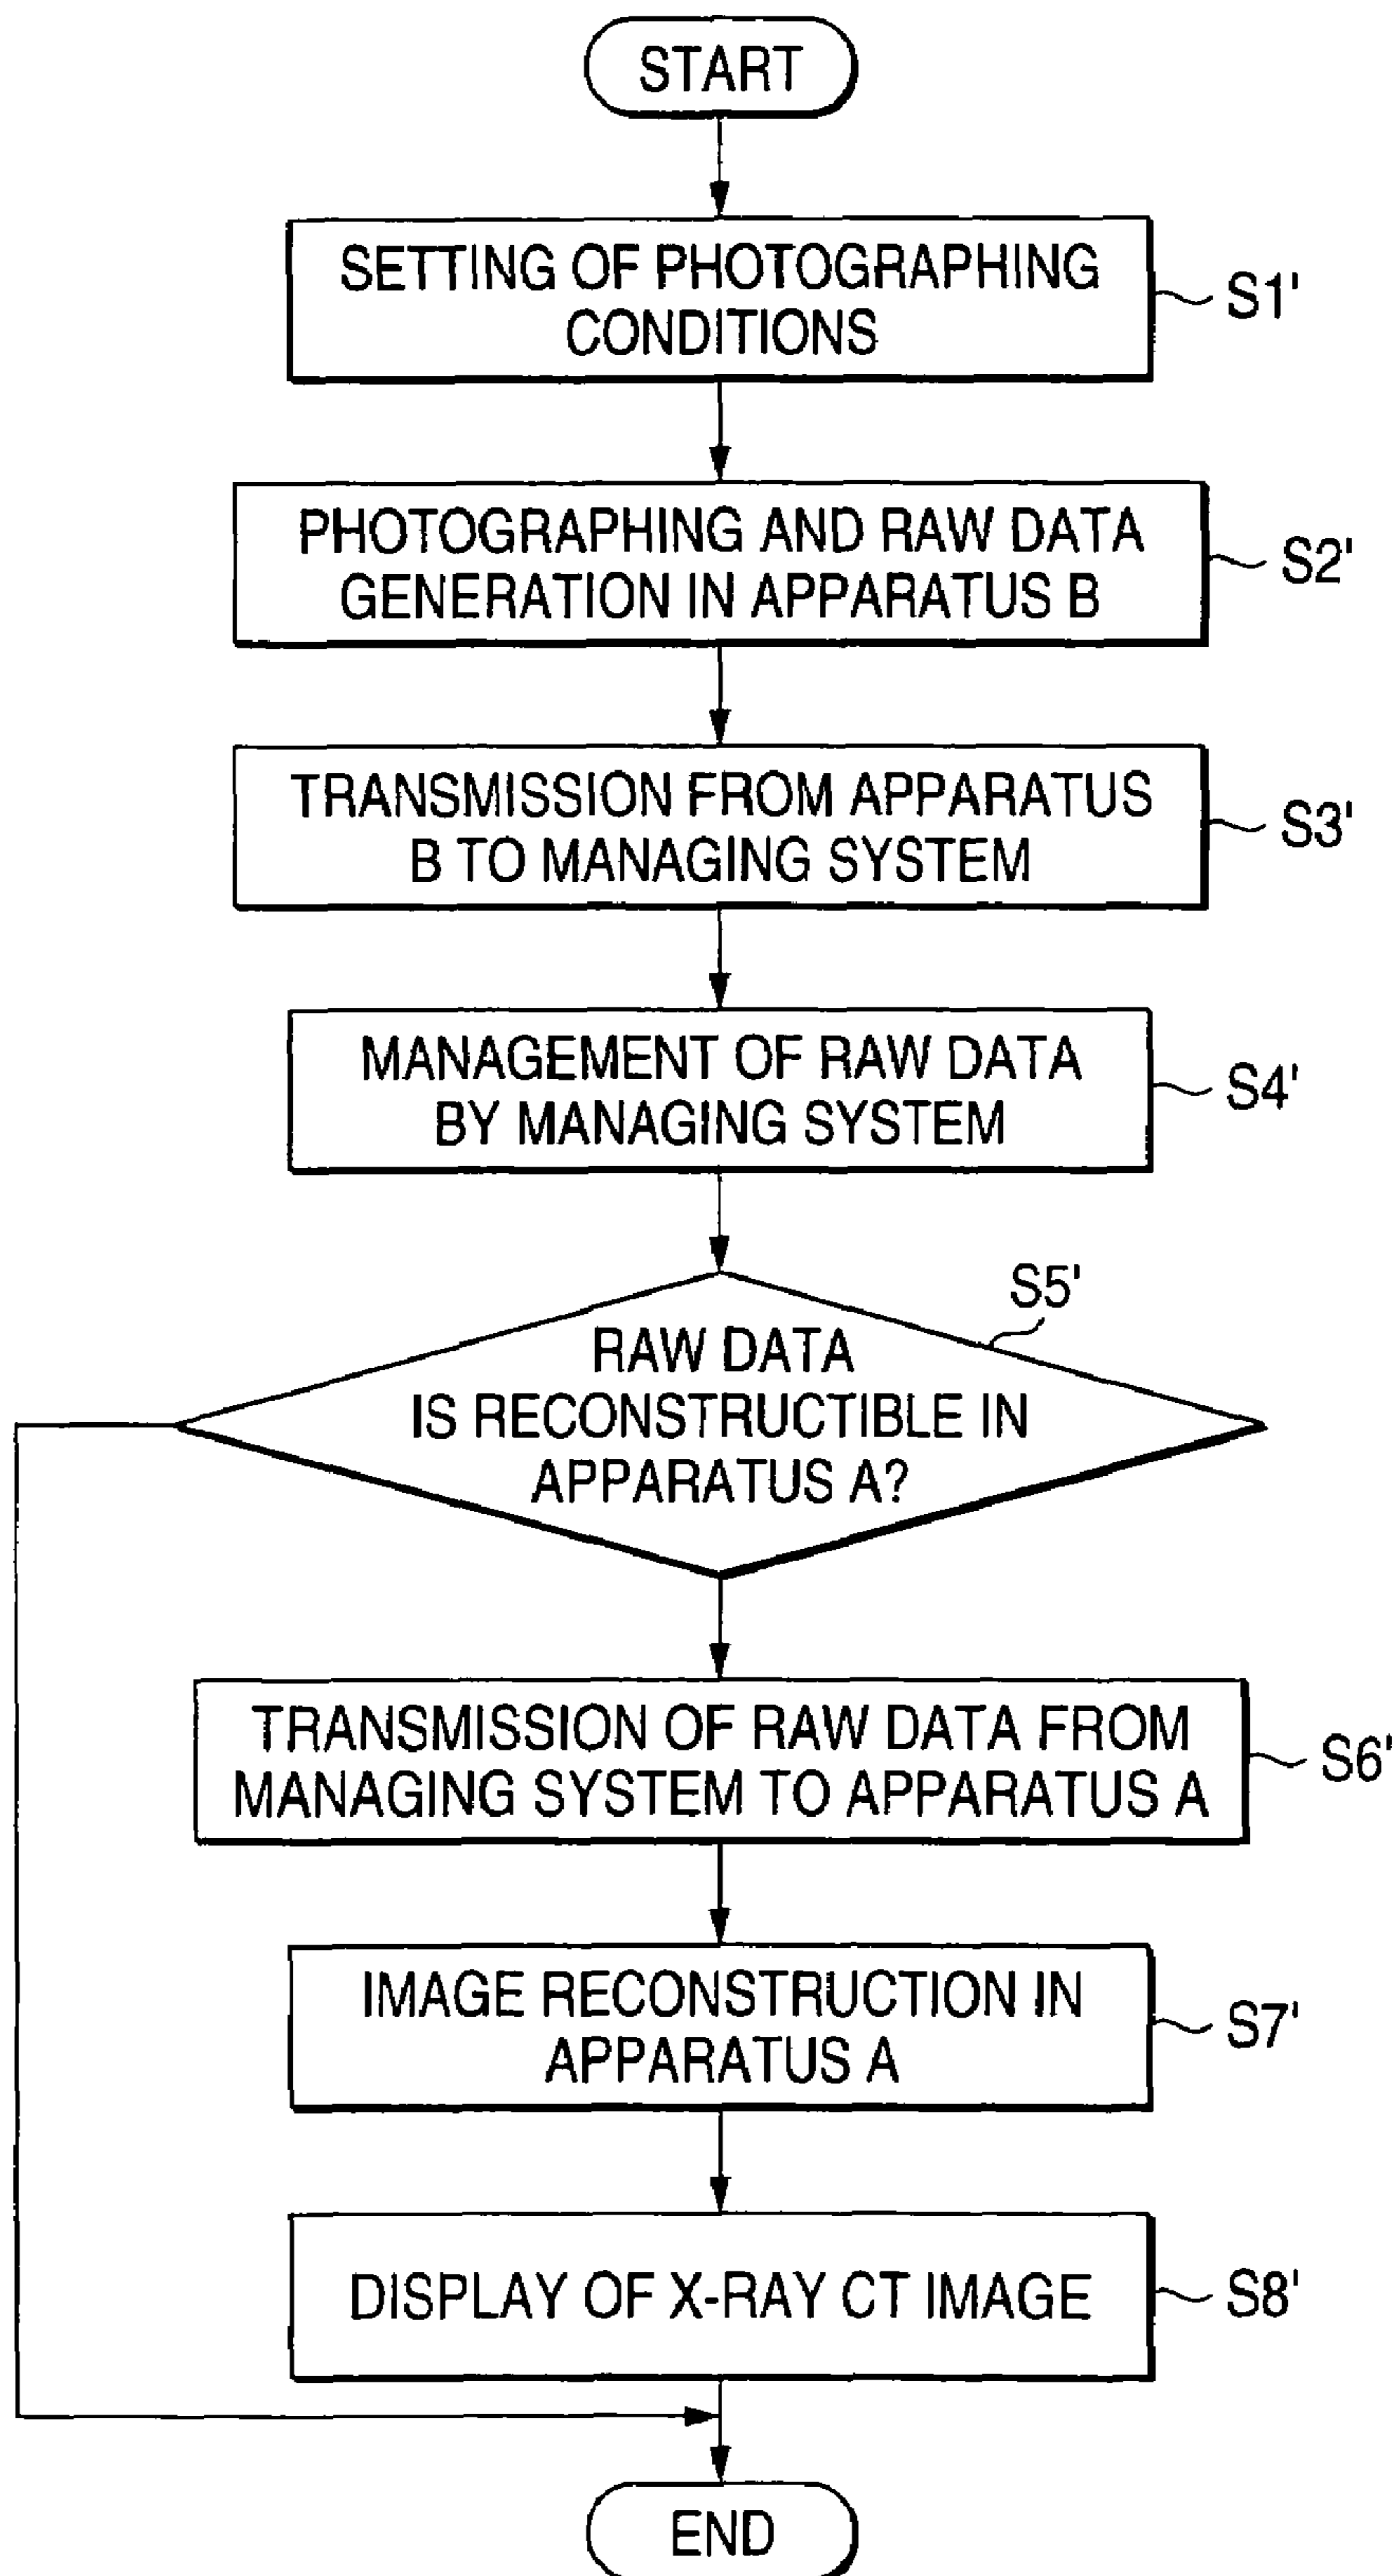 START
SETTING OF PHOTOGRAPHING
CONDITIONS
S1'
PHOTOGRAPHING AND RAW DATA
GENERATION IN APPARATUS B
S2'
TRANSMISSION FROM APPARATUS
B TO MANAGING SYSTEM
S3'
MANAGEMENT OF RAW DATA
BY MANAGING SYSTEM
S4'
S5'
RAW DATA
IS RECONSTRUCTIBLE IN
APPARATUS A?
TRANSMISSION OF RAW DATA FROM
MANAGING SYSTEM TO APPARATUS A
S6'
IMAGE RECONSTRUCTION IN
APPARATUS A
S7'
DISPLAY OF X-RAY CT IMAGE
S8'
END